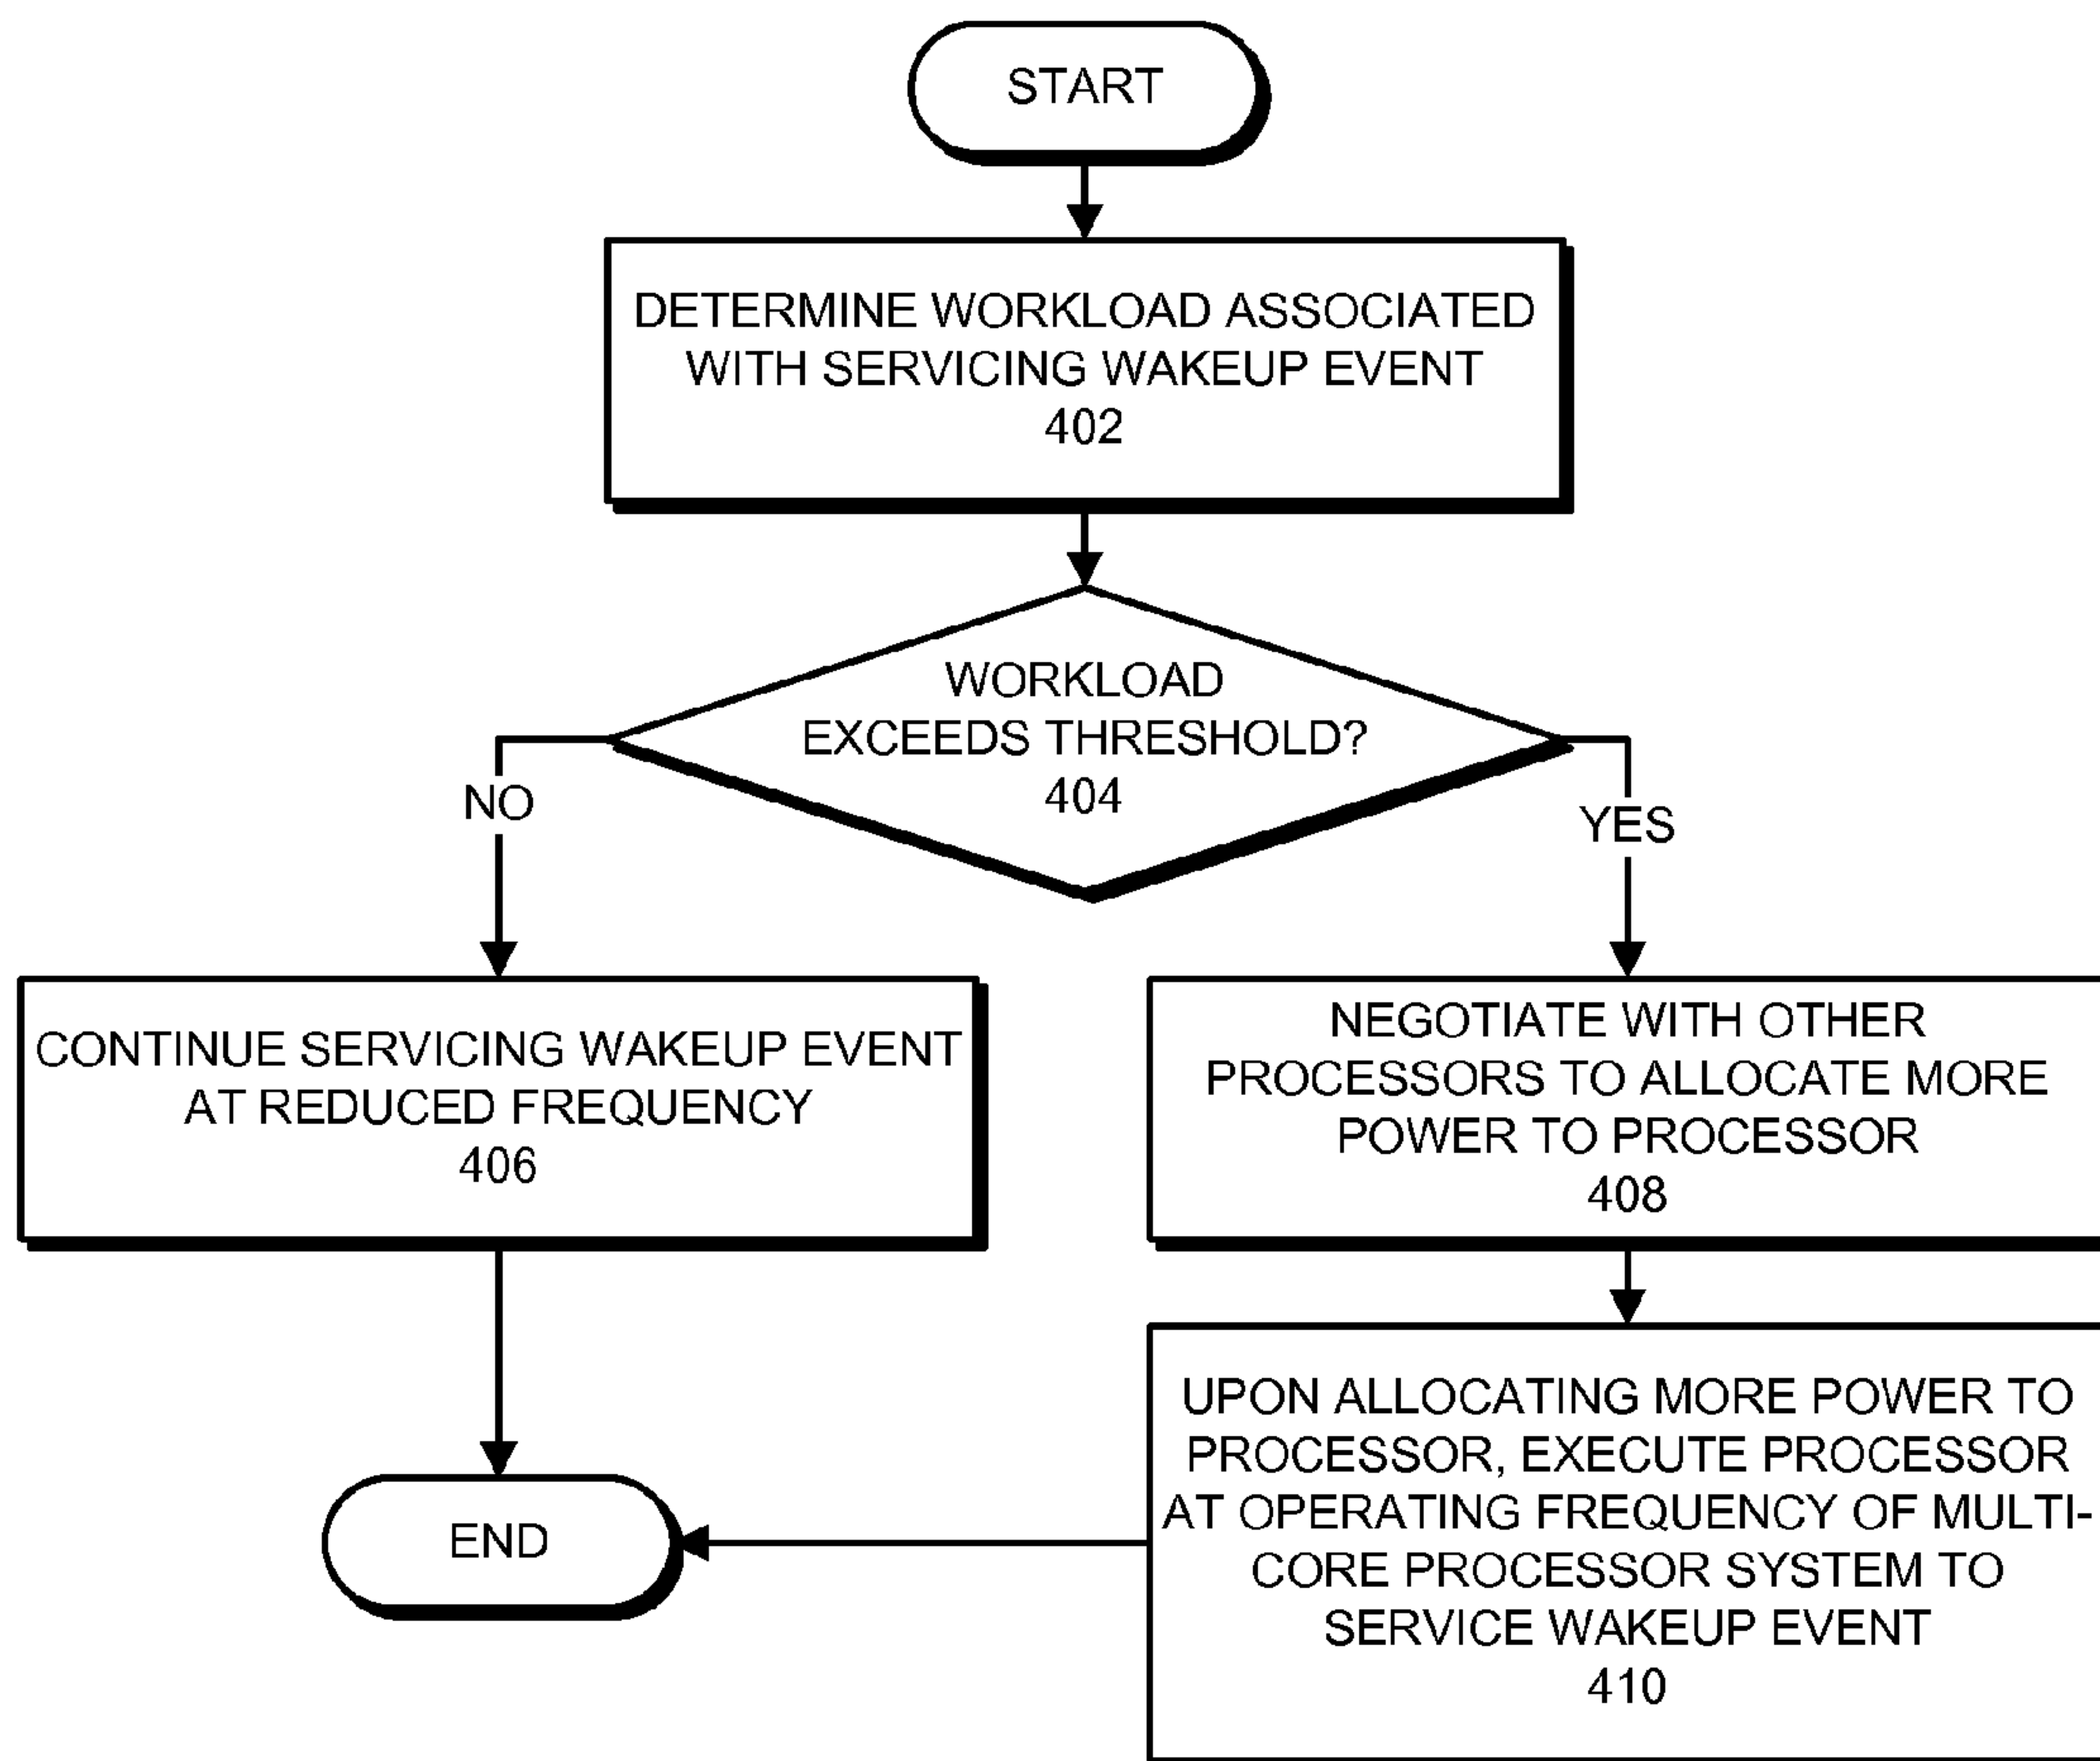 START
DETERMINE WORKLOAD ASSOCIATED
WITH SERVICING WAKEUP EVENT
402
WORKLOAD
EXCEEDS THRESHOLD?
404
NO
YES
CONTINUE SERVICING WAKEUP EVENT
AT REDUCED FREQUENCY
406
NEGOTIATE WITH OTHER
PROCESSORS TO ALLOCATE MORE
POWER TO PROCESSOR
408
UPON ALLOCATING MORE POWER TO
PROCESSOR, EXECUTE PROCESSOR
AT OPERATING FREQUENCY OF MULTI-
CORE PROCESSOR SYSTEM TO
SERVICE WAKEUP EVENT
410
END